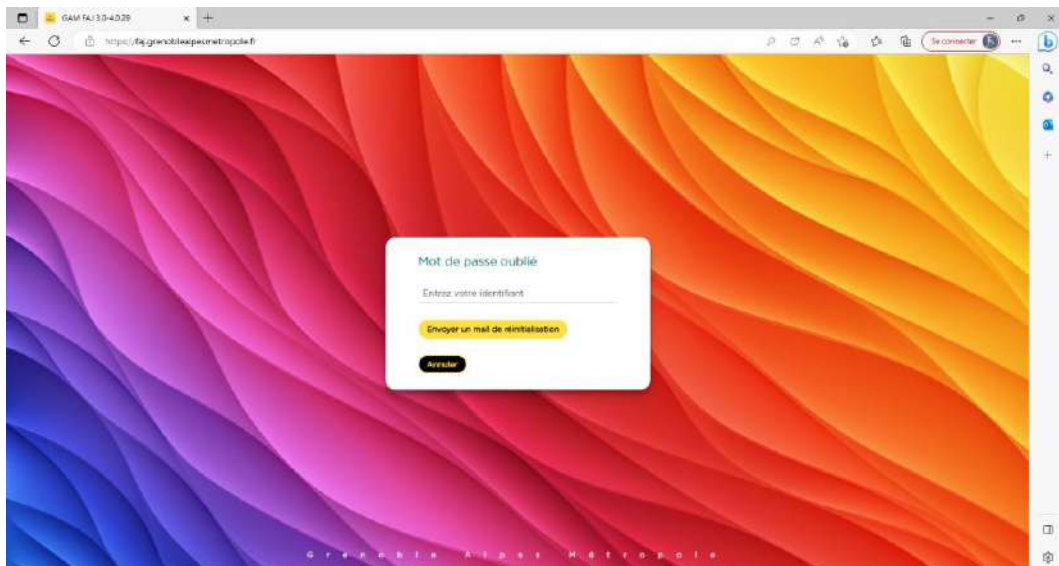 GAM FAJ 3.0-4.0.29
https://faj.grenoblealpesmetropole.fr
Se connecter
Mot de passe oublié
Entrez votre identifiant
Envoyer un mail de réinitialisation
Annuler
Grenoble Alpes Métropole